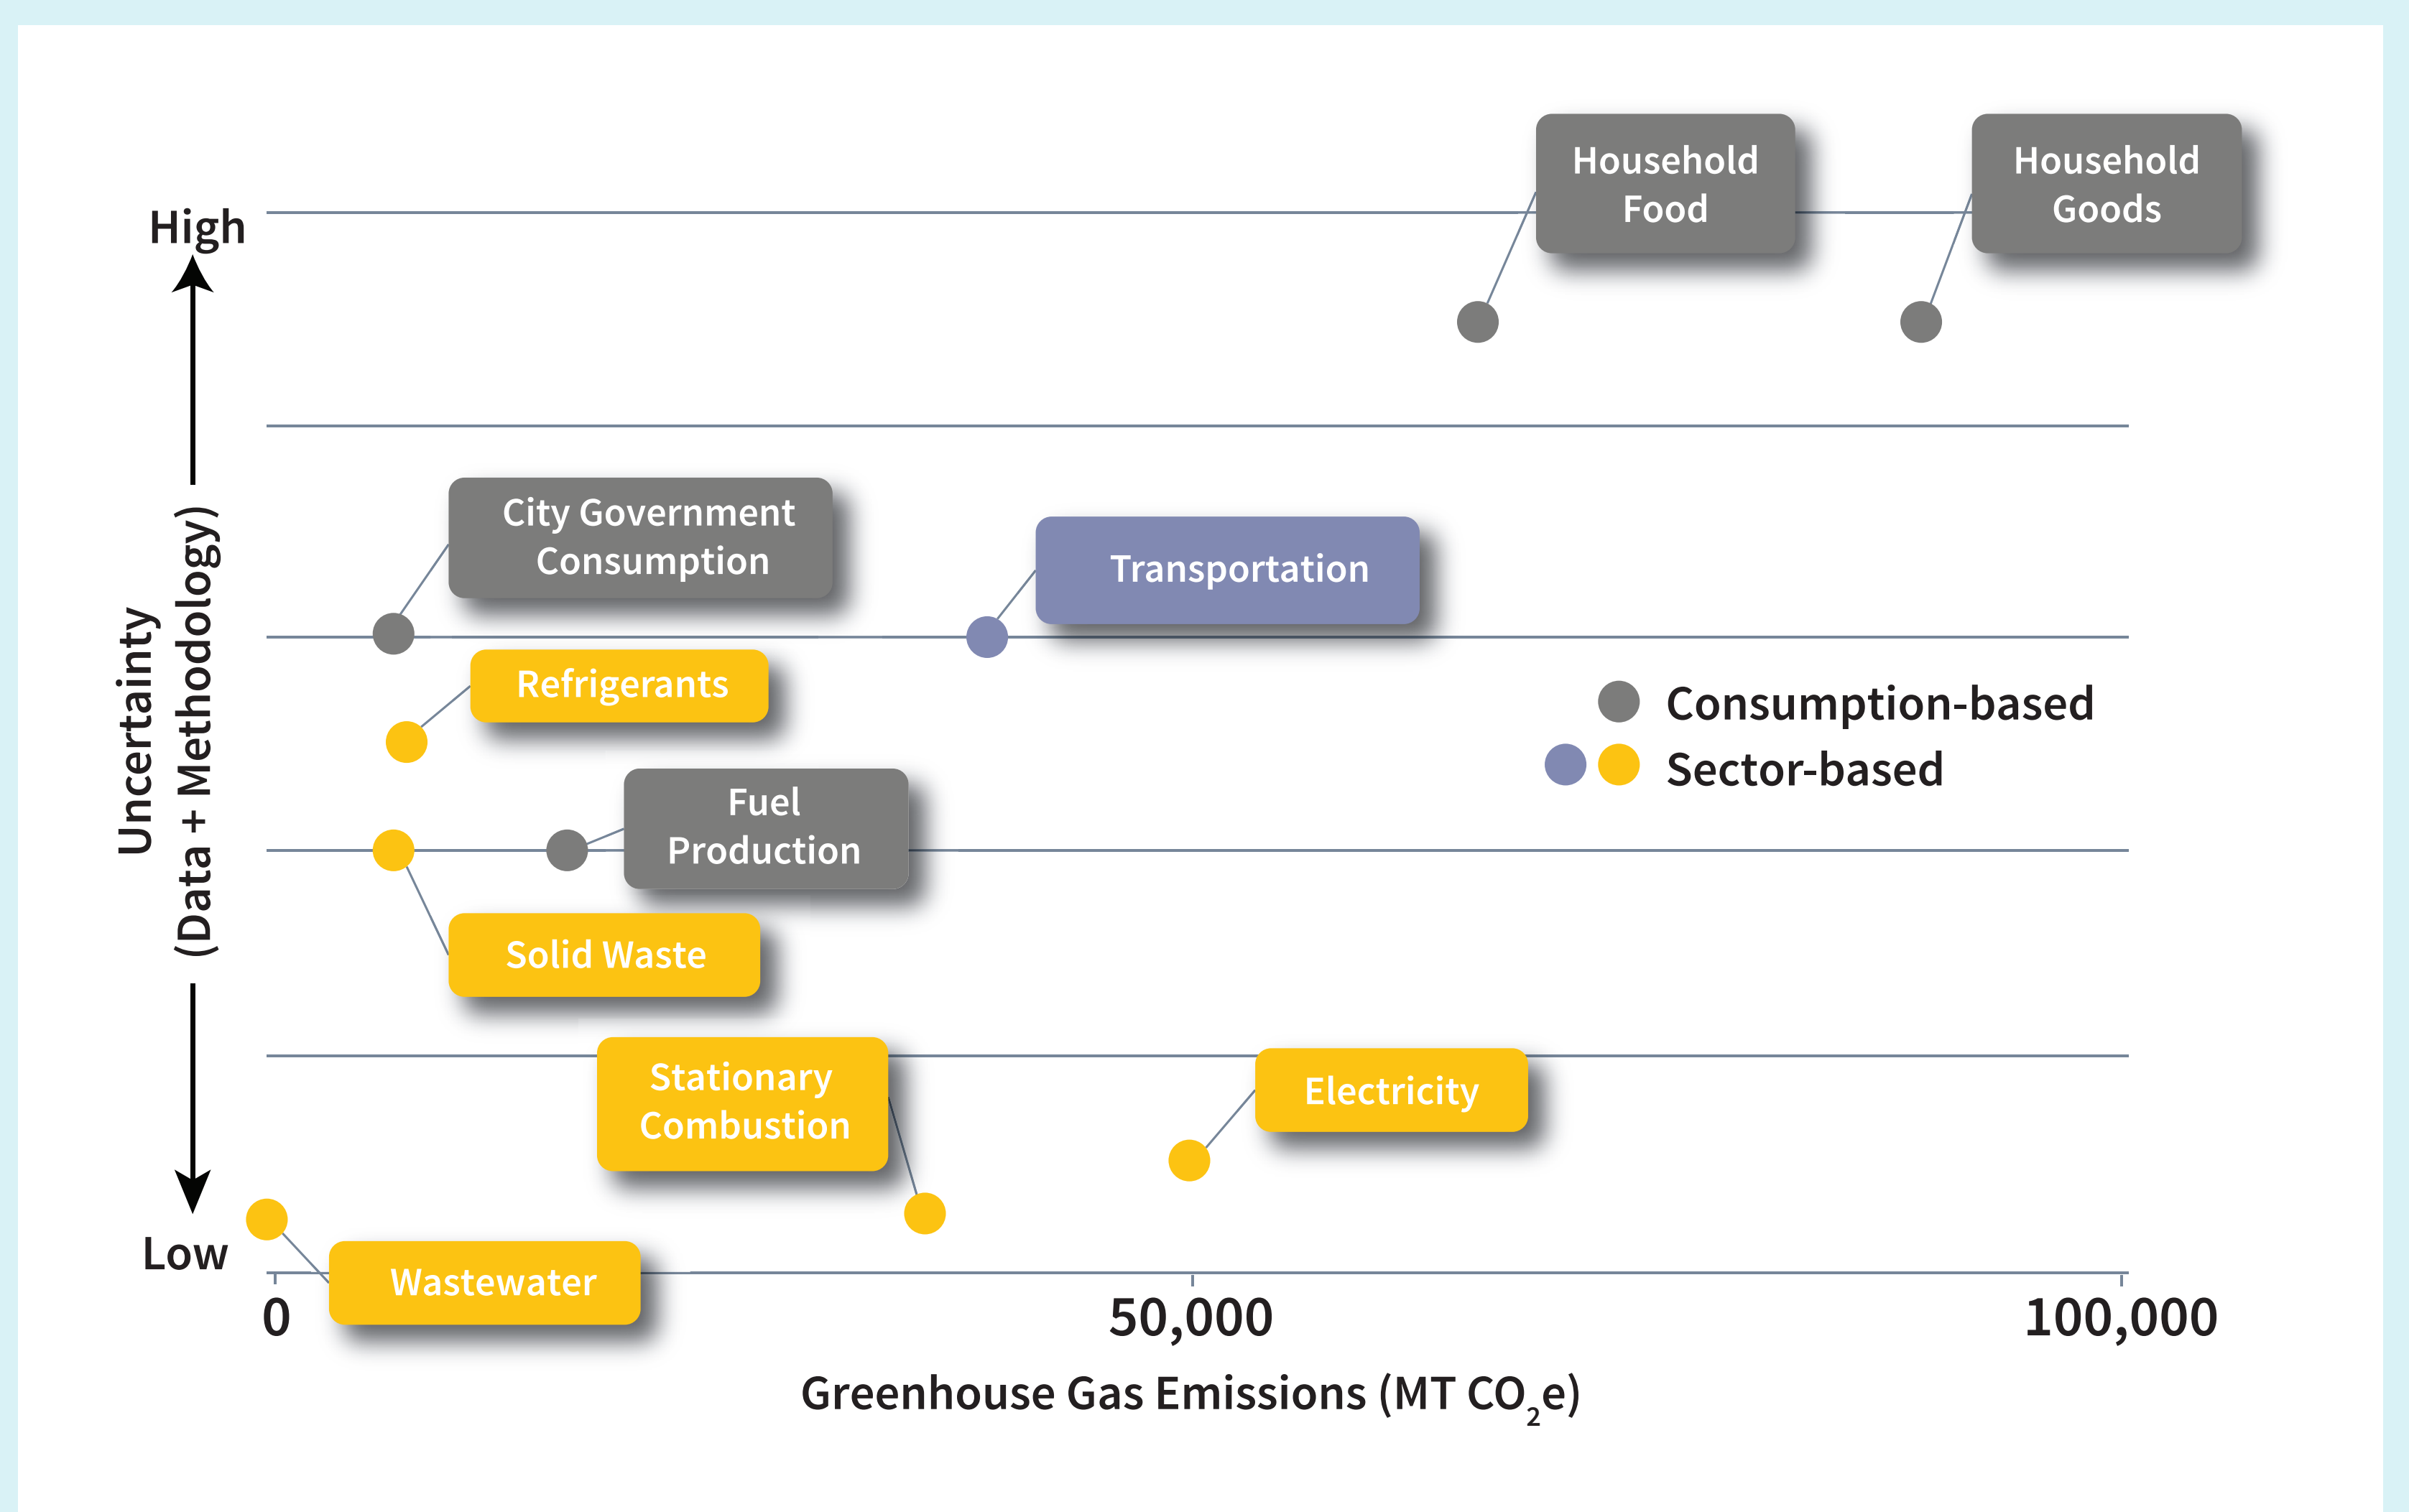 Household
Food
Household
Goods
High
City Government
Consumption
Transportation
Refrigerants
Uncertainty
(Data + Methodology)
Consumption-based
Sector-based
Fuel
Production
Solid Waste
Stationary
Combustion
Electricity
Low
Wastewater
0
50,000
100,000
Greenhouse Gas Emissions (MT CO₂e)